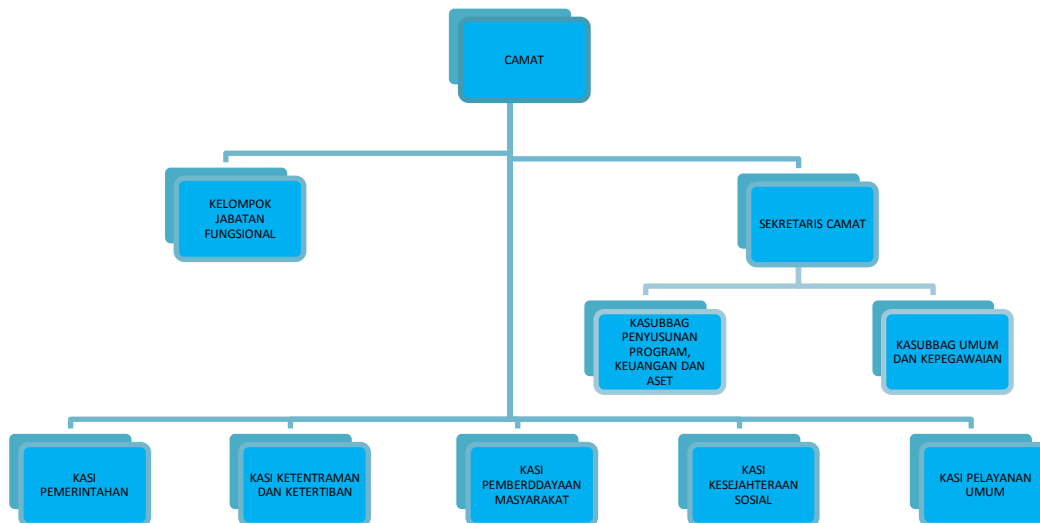 CAMAT
KELOMPOK
JABATAN
FUNGSIONAL
SEKRETARIS CAMAT
KASUBBAG
PENYUSUNAN
PROGRAM,
KEUANGAN DAN
ASET
KASUBBAG UMUM
DAN KEPEGAWAIAN
KASI
PEMERINTAHAN
KASI KETENTRAMAN
DAN KETERTIBAN
KASI
PEMBERDDAYAAN
MASYARAKAT
KASI
KESEJAHTERAAN
SOSIAL
KASI PELAYANAN
UMUM